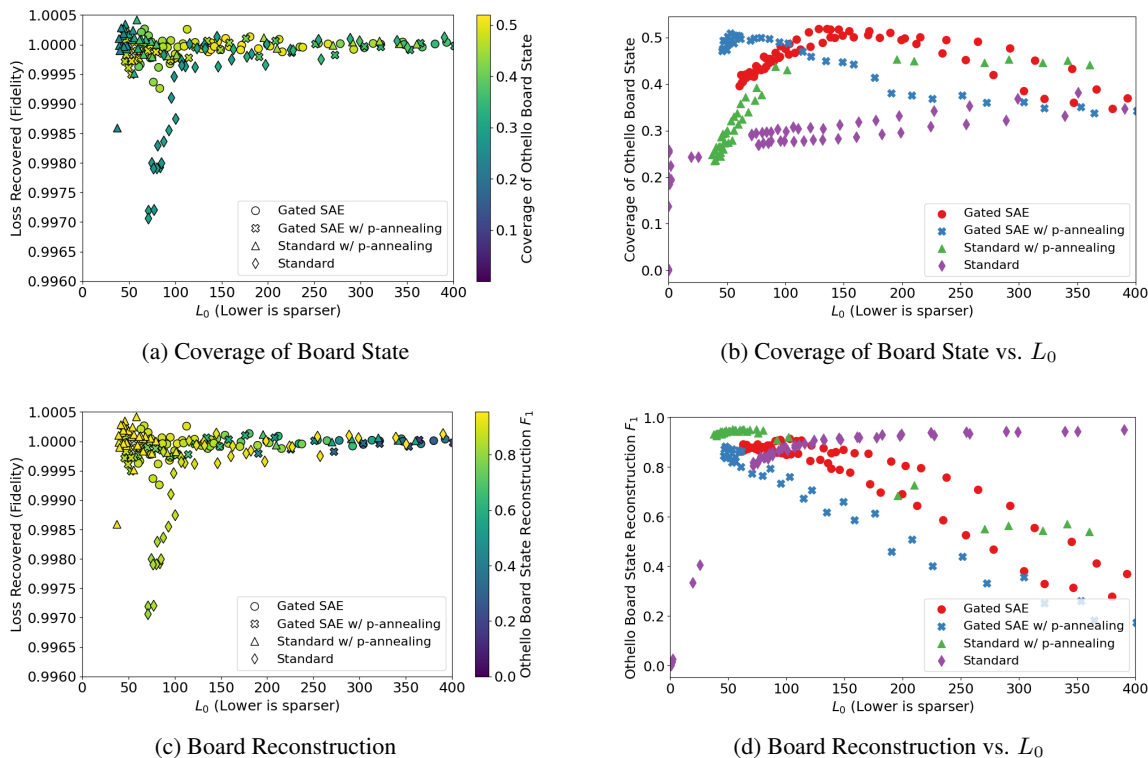 1.0005
1.0000
0.9995
0.9990
0.9985
0.9980
0.9975
0.9970
0.9965
0.9960
Loss Recovered (Fidelity)
0 50 100 150 200 250 300 350 400
L₀ (Lower is sparser)
Gated SAE
Gated SAE w/ p-annealing
Standard w/ p-annealing
Standard
0.5
0.4
0.3
0.2
0.1
Coverage of Othello Board State
(a) Coverage of Board State
0.5
0.4
0.3
0.2
0.1
0.0
Coverage of Othello Board State
0 50 100 150 200 250 300 350 400
L₀ (Lower is sparser)
Gated SAE
Gated SAE w/ p-annealing
Standard w/ p-annealing
Standard
(b) Coverage of Board State vs. L₀
1.0005
1.0000
0.9995
0.9990
0.9985
0.9980
0.9975
0.9970
0.9965
0.9960
Loss Recovered (Fidelity)
0 50 100 150 200 250 300 350 400
L₀ (Lower is sparser)
Gated SAE
Gated SAE w/ p-annealing
Standard w/ p-annealing
Standard
0.8
0.6
0.4
0.2
0.0
Othello Board State Reconstruction F₁
(c) Board Reconstruction
1.0
0.8
0.6
0.4
0.2
0.0
Othello Board State Reconstruction F₁
0 50 100 150 200 250 300 350 400
L₀ (Lower is sparser)
Gated SAE
Gated SAE w/ p-annealing
Standard w/ p-annealing
Standard
(d) Board Reconstruction vs. L₀